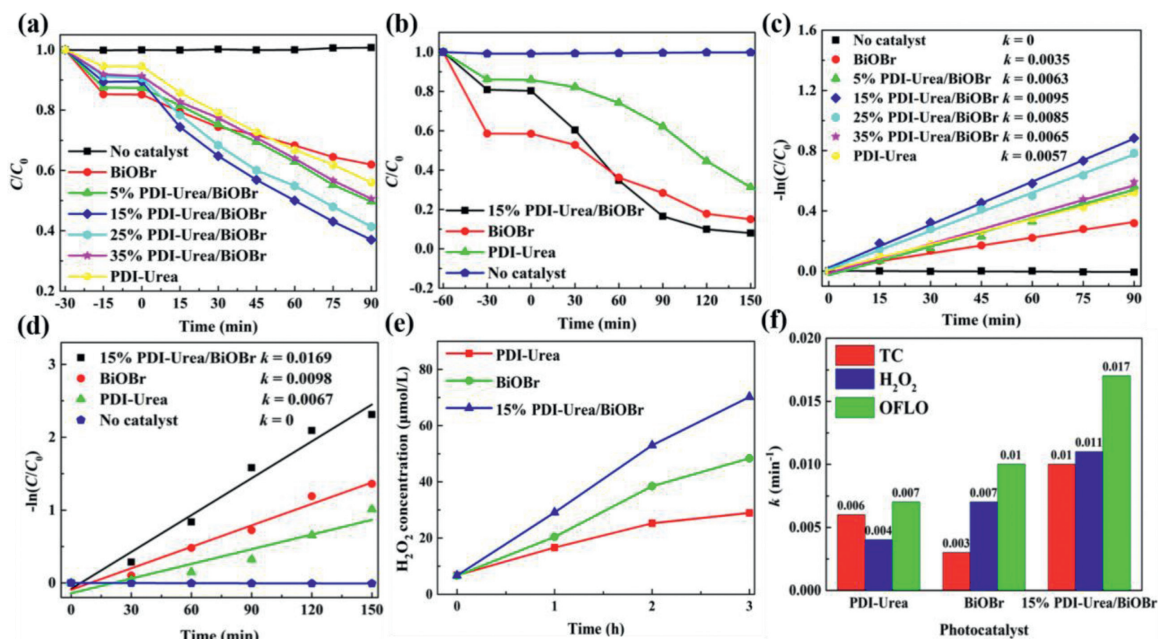 (a)
1.0
0.8
0.6
0.4
0.2
C/C0
No catalyst
BiOBr
5% PDI-Urea/BiOBr
15% PDI-Urea/BiOBr
25% PDI-Urea/BiOBr
35% PDI-Urea/BiOBr
PDI-Urea
-30 -15 0 15 30 45 60 75 90
Time (min)
(b)
1.0
0.8
0.6
0.4
0.2
0.0
-0.2
C/C0
15% PDI-Urea/BiOBr
BiOBr
PDI-Urea
No catalyst
-60 -30 0 30 60 90 120 150
Time (min)
(c)
1.6
1.2
0.8
0.4
0.0
-ln(C/C0)
No catalyst k = 0
BiOBr k = 0.0035
5% PDI-Urea/BiOBr k = 0.0063
15% PDI-Urea/BiOBr k = 0.0095
25% PDI-Urea/BiOBr k = 0.0085
35% PDI-Urea/BiOBr k = 0.0065
PDI-Urea k = 0.0057
0 15 30 45 60 75 90
Time (min)
(d)
3
2
1
0
-ln(C/C0)
15% PDI-Urea/BiOBr k = 0.0169
BiOBr k = 0.0098
PDI-Urea k = 0.0067
No catalyst k = 0
0 30 60 90 120 150
Time (min)
(e)
80
60
40
20
0
H2O2 concentration (μmol/L)
PDI-Urea
BiOBr
15% PDI-Urea/BiOBr
0 1 2 3
Time (h)
(f)
0.020
0.015
0.010
0.005
0.000
k (min⁻¹)
TC
H2O2
OFLO
0.006 0.004 0.007
0.003 0.007 0.01
0.01 0.011 0.017
PDI-Urea BiOBr 15% PDI-Urea/BiOBr
Photocatalyst